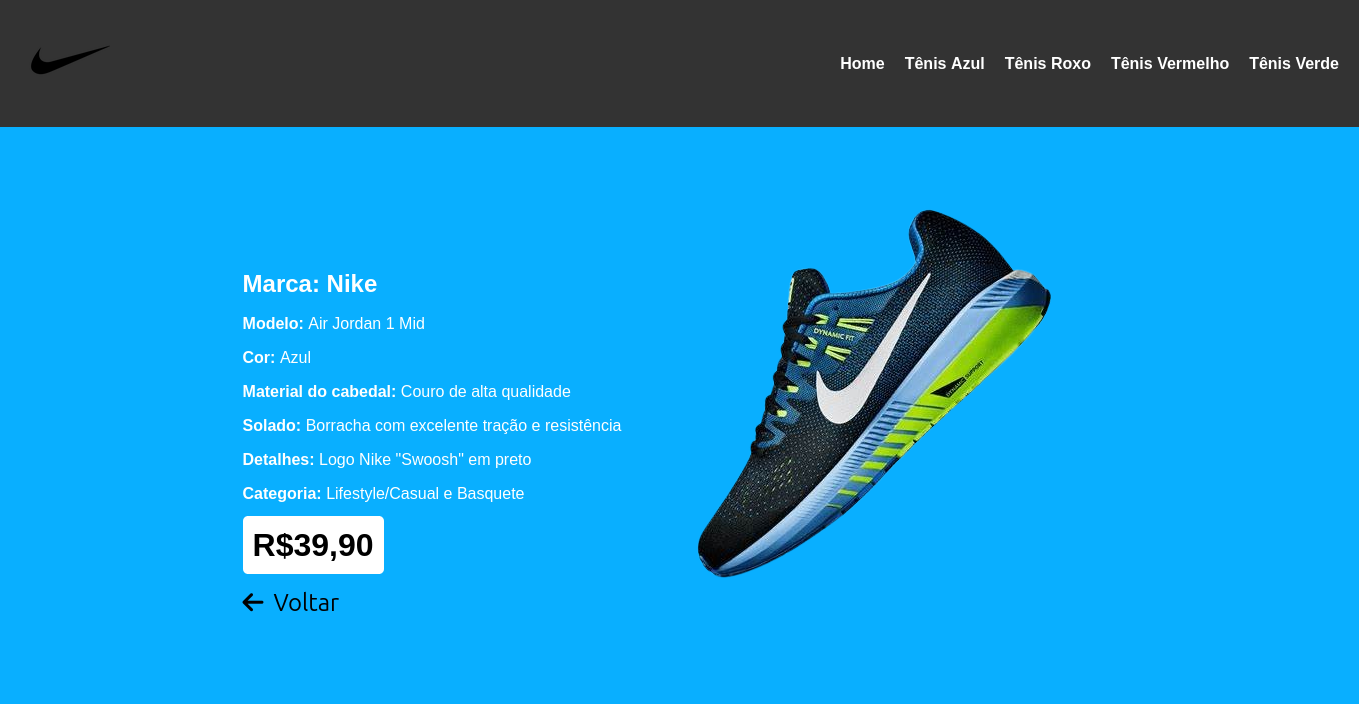 Home Tênis Azul Tênis Roxo Tênis Vermelho Tênis Verde
Marca: Nike
Modelo: Air Jordan 1 Mid
Cor: Azul
Material do cabedal: Couro de alta qualidade
Solado: Borracha com excelente tração e resistência
Detalhes: Logo Nike "Swoosh" em preto
Categoria: Lifestyle/Casual e Basquete
R$39,90
Voltar
DYNAMIC FIT
DYNAMIC SUPPORT